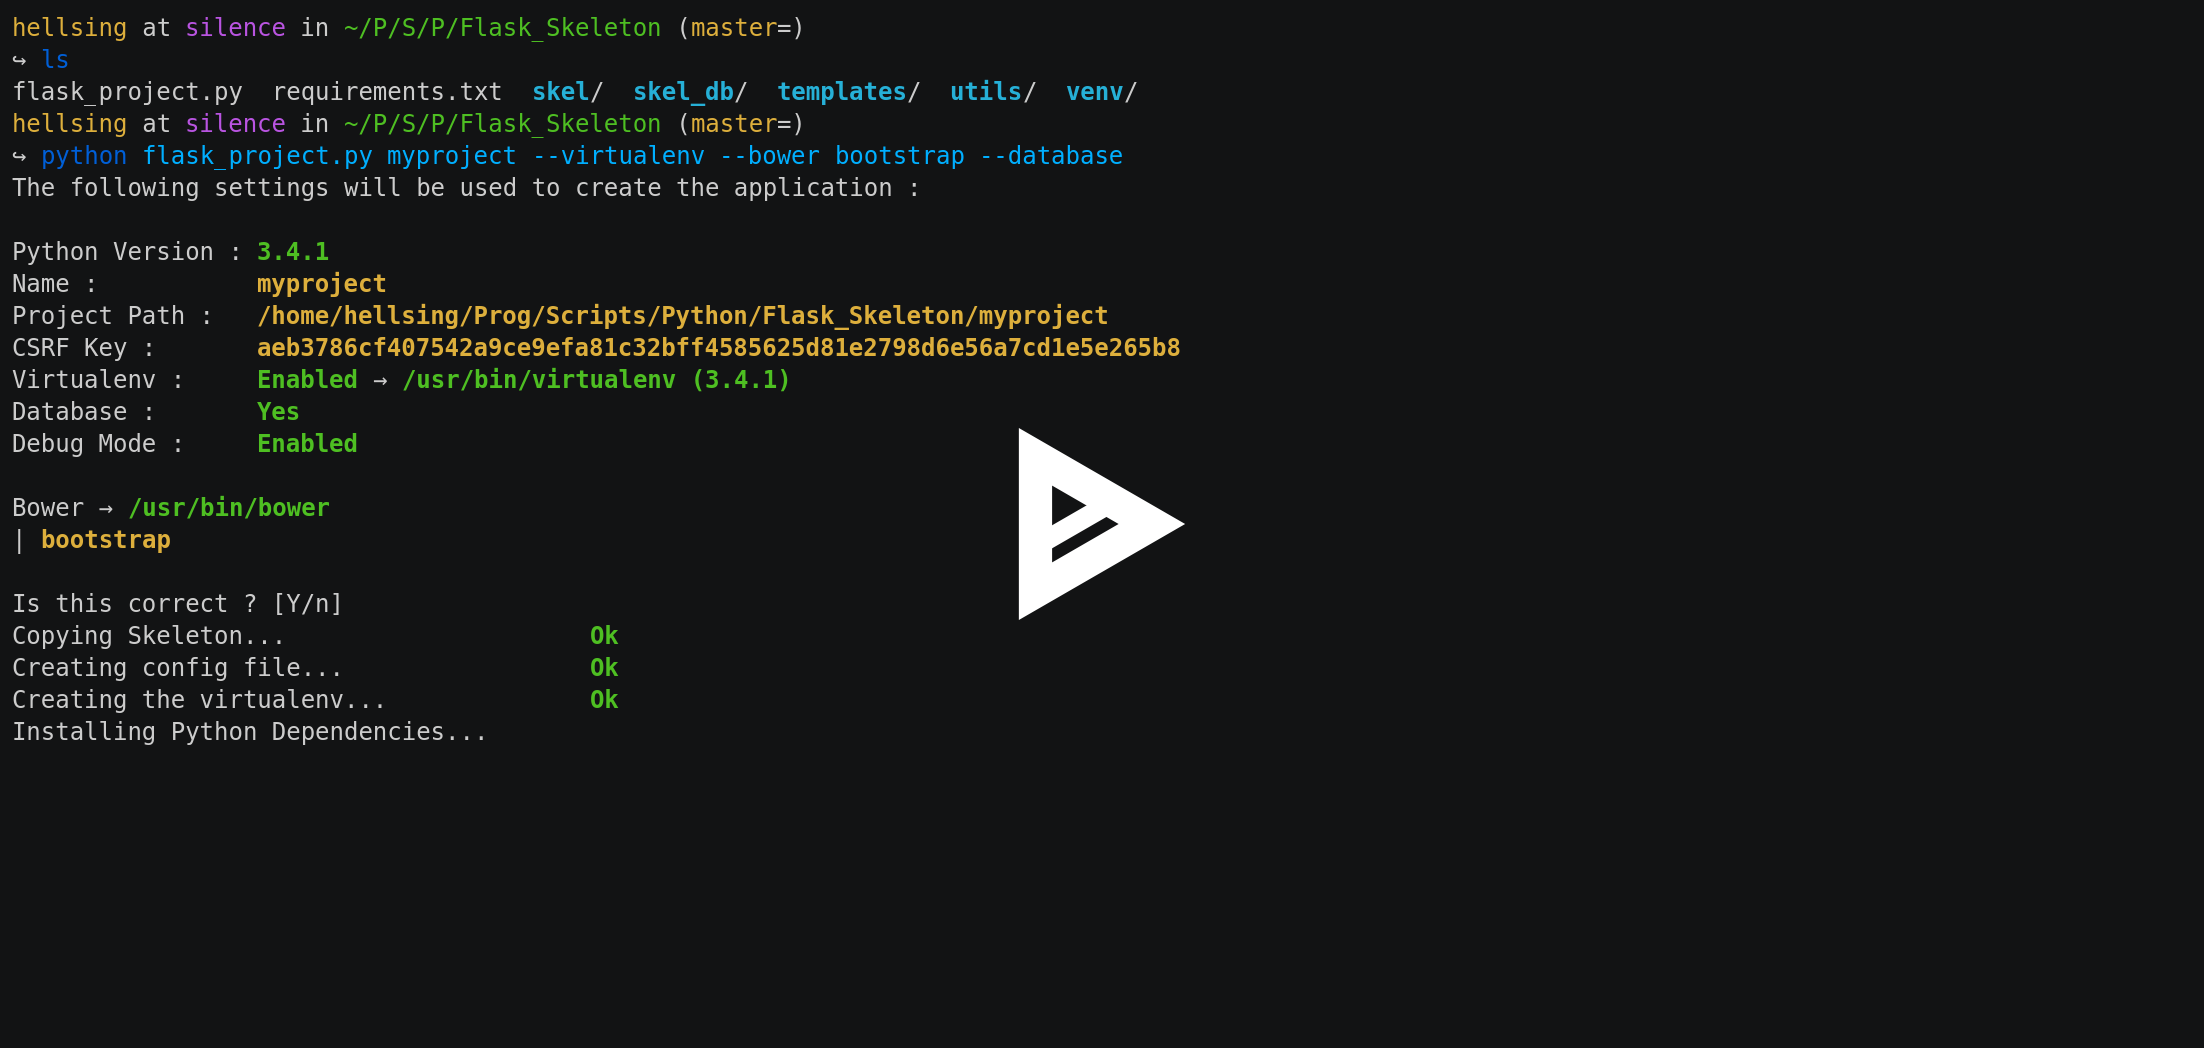 hellsing at silence in ~/P/S/P/Flask_Skeleton (master=)
↪ ls
flask_project.py  requirements.txt  skel/  skel_db/  templates/  utils/  venv/
hellsing at silence in ~/P/S/P/Flask_Skeleton (master=)
↪ python flask_project.py myproject --virtualenv --bower bootstrap --database
The following settings will be used to create the application :
Python Version : 3.4.1
Name :           myproject
Project Path :   /home/hellsing/Prog/Scripts/Python/Flask_Skeleton/myproject
CSRF Key :       aeb3786cf407542a9ce9efa81c32bff4585625d81e2798d6e56a7cd1e5e265b8
Virtualenv :     Enabled → /usr/bin/virtualenv (3.4.1)
Database :       Yes
Debug Mode :     Enabled
Bower → /usr/bin/bower
| bootstrap
Is this correct ? [Y/n]
Copying Skeleton...                     Ok
Creating config file...                 Ok
Creating the virtualenv...              Ok
Installing Python Dependencies...